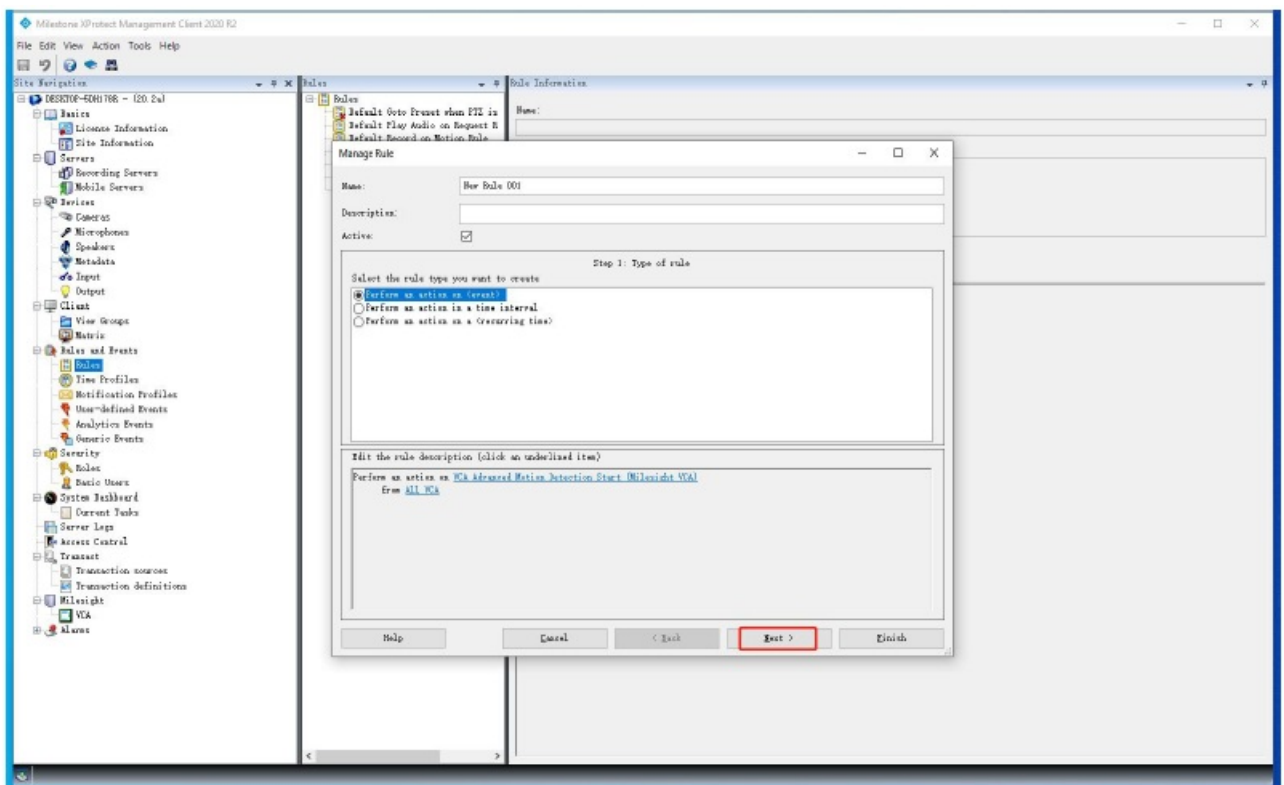 Milestone XProtect Management Client 2020 R2
File Edit View Action Tools Help
Site Navigation
DESKTOP-5DH178R - (20.2a)
Basics
License Information
Site Information
Servers
Recording Servers
Mobile Servers
Devices
Cameras
Microphones
Speakers
Metadata
Input
Output
Client
View Groups
Matrix
Rules and Events
Rules
Time Profiles
Notification Profiles
User-defined Events
Analytics Events
Generic Events
Security
Roles
Basic Users
System Dashboard
Current Tasks
Server Logs
Access Control
Transact
Transaction sources
Transaction definitions
Milesight
VCA
Alarms
Rules
Rules
Default Goto Preset when PTZ is
Default Play Audio on Request R
Default Record on Motion Rule
Rule Information
Name:
Manage Rule
Name:
New Rule 001
Description:
Active:
Step 1: Type of rule
Select the rule type you want to create
Perform an action on <event>
Perform an action in a time interval
Perform an action on a <recurring time>
Edit the rule description (click an underlined item)
Perform an action on VCA Advanced Motion Detection Start (Milesight VCA)
from All VCA
Help
Cancel
< Back
Next >
Finish